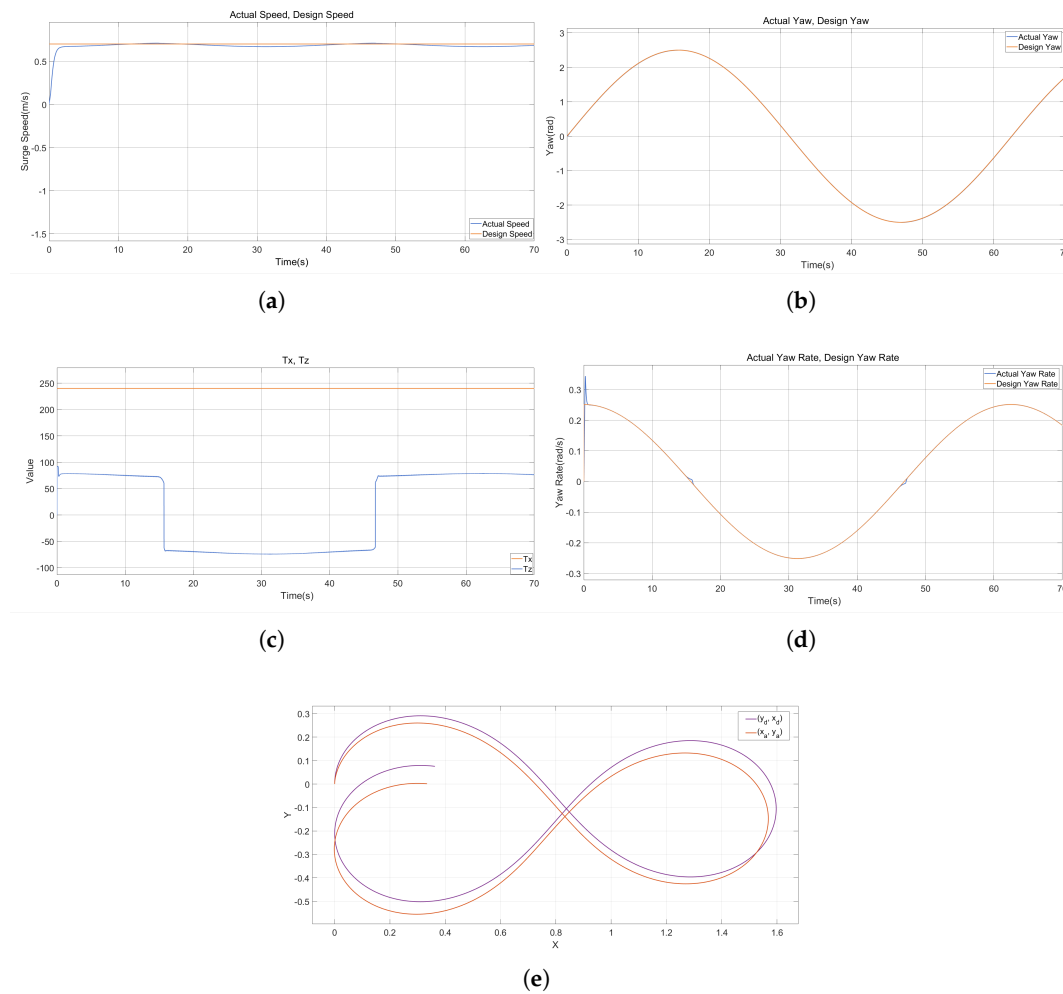 Actual Speed, Design Speed
Surge Speed(m/s)
0.5
0
-0.5
-1
-1.5
Actual Speed
Design Speed
0 10 20 30 40 50 60 70
Time(s)
(a)
Actual Yaw, Design Yaw
Yaw(rad)
3
2
1
0
-1
-2
-3
Actual Yaw
Design Yaw
0 10 20 30 40 50 60 70
Time(s)
(b)
Tx, Tz
Value
250
200
150
100
50
0
-50
-100
Tx
Tz
0 10 20 30 40 50 60 70
Time(s)
(c)
Actual Yaw Rate, Design Yaw Rate
Yaw Rate(rad/s)
0.3
0.2
0.1
0
-0.1
-0.2
-0.3
Actual Yaw Rate
Design Yaw Rate
0 10 20 30 40 50 60 70
Time(s)
(d)
Y
0.3
0.2
0.1
0
-0.1
-0.2
-0.3
-0.4
-0.5
(y_d, x_d)
(x_a, y_a)
0 0.2 0.4 0.6 0.8 1 1.2 1.4 1.6
X
(e)